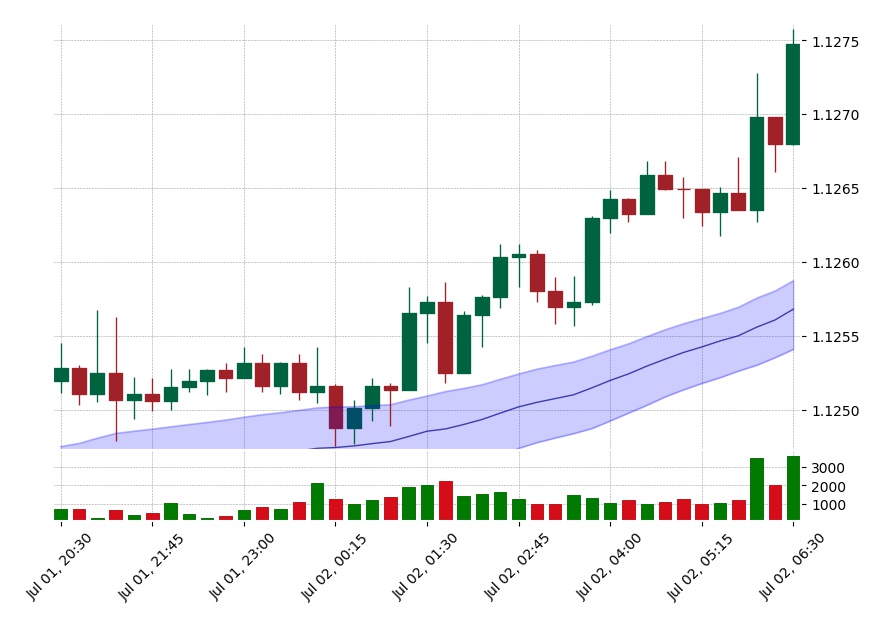 1.1275
1.1270
1.1265
1.1260
1.1255
1.1250
3000
2000
1000
Jul 01, 20:30
Jul 01, 21:45
Jul 01, 23:00
Jul 02, 00:15
Jul 02, 01:30
Jul 02, 02:45
Jul 02, 04:00
Jul 02, 05:15
Jul 02, 06:30